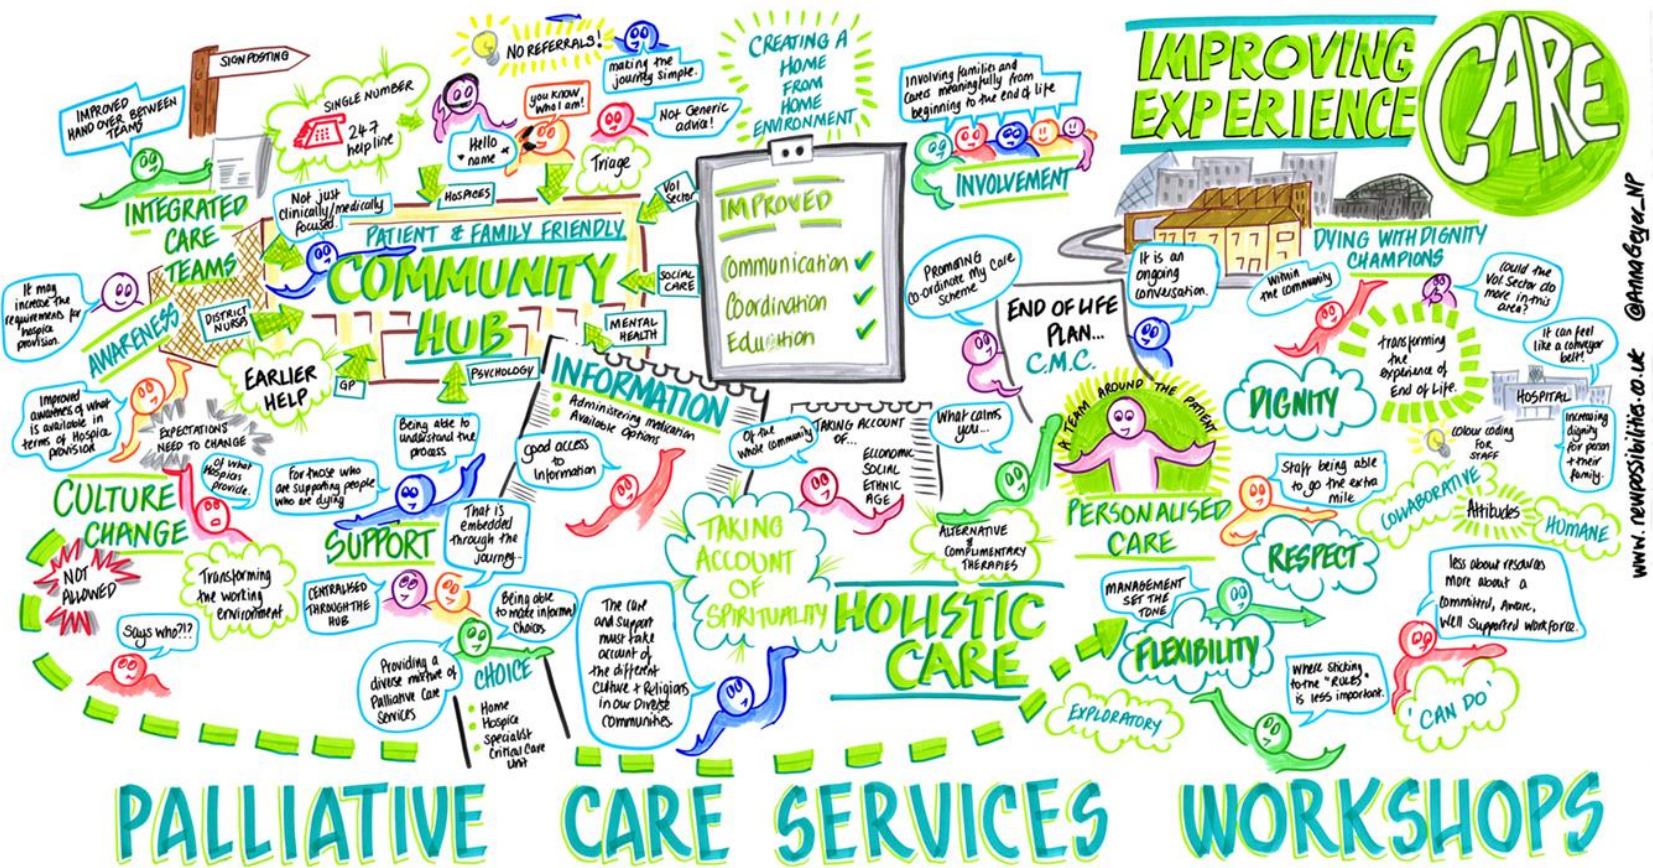 SIGNPOSTING
IMPROVED
HAND OVER BETWEEN
TEAMS
INTEGRATED
CARE
TEAMS
SINGLE NUMBER
24·7
helpline
NO REFERRALS!
making the
journey simple.
you know
who I am!
Hello
* name *
Not Generic
advice!
Triage
CREATING A
HOME
FROM
HOME
ENVIRONMENT
Involving families and
carers meaningfully from
beginning to the end of life
INVOLVEMENT
IMPROVING
EXPERIENCE
CARE
Not just
clinically/medically
focused.
HOSPICES
Vol
Sector
PATIENT & FAMILY FRIENDLY
COMMUNITY
HUB
SOCIAL
CARE
DISTRICT
NURSE
MENTAL
HEALTH
GP
PSYCHOLOGY
IMPROVED
Communication
Coordination
Education
It may
increase the
requirements for
hospice
provision.
AWARENESS
EARLIER
HELP
Improved
awareness of what
is available in
terms of Hospice
provision
EXPECTATIONS
NEED TO CHANGE
of what
Hospices
provide.
CULTURE
CHANGE
NOT
ALLOWED
Says who?!?
Transforming
the working
environment
INFORMATION
Administering medication
Available options
good access
to
information
Being able to
understand the
process
For those who
are supporting people
who are dying
SUPPORT
That is
embedded
through the
journey...
CENTRALISED
THROUGH THE
HUB
Being able
to make informed
choices
Providing a
diverse mixture of
Palliative Care
Services
CHOICE
Home
Hospice
Specialist
Critical Care
Unit
PROMOTING
Co-ordinate My Care
Scheme
END OF LIFE
PLAN...
C.M.C.
It is an
ongoing
conversation.
Of the
whole community
TAKING ACCOUNT
OF...
ECONOMIC
SOCIAL
ETHNIC
AGE
What calms
you...
ALTERNATIVE
&
COMPLIMENTARY
THERAPIES
TAKING
ACCOUNT
OF
SPIRITUALITY
The care
and support
must take
account of
the different
Culture + Religions
in our Diverse
Communities.
HOLISTIC
CARE
A TEAM AROUND THE PATIENT
PERSONALISED
CARE
DYING WITH DIGNITY
CHAMPIONS
Within
the community
Could the
Vol. Sector do
more in this
area?
transforming
the
experience of
End of Life.
It can feel
like a conveyor
belt!
HOSPITAL
DIGNITY
colour coding
FOR
STAFF
Increasing
dignity
for person
+ their
family.
Staff being able
to go the extra
mile
RESPECT
COLLABORATIVE
Attitudes
HUMANE
MANAGEMENT
SET THE
TONE
FLEXIBILITY
less about resources
more about a
committed, Aware,
Well Supported workforce.
Where sticking
to the "RULES"
is less important.
EXPLORATORY
'CAN DO'
www.newpossibilities.co.uk @AnnaGeyer_NP
PALLIATIVE CARE SERVICES WORKSHOPS